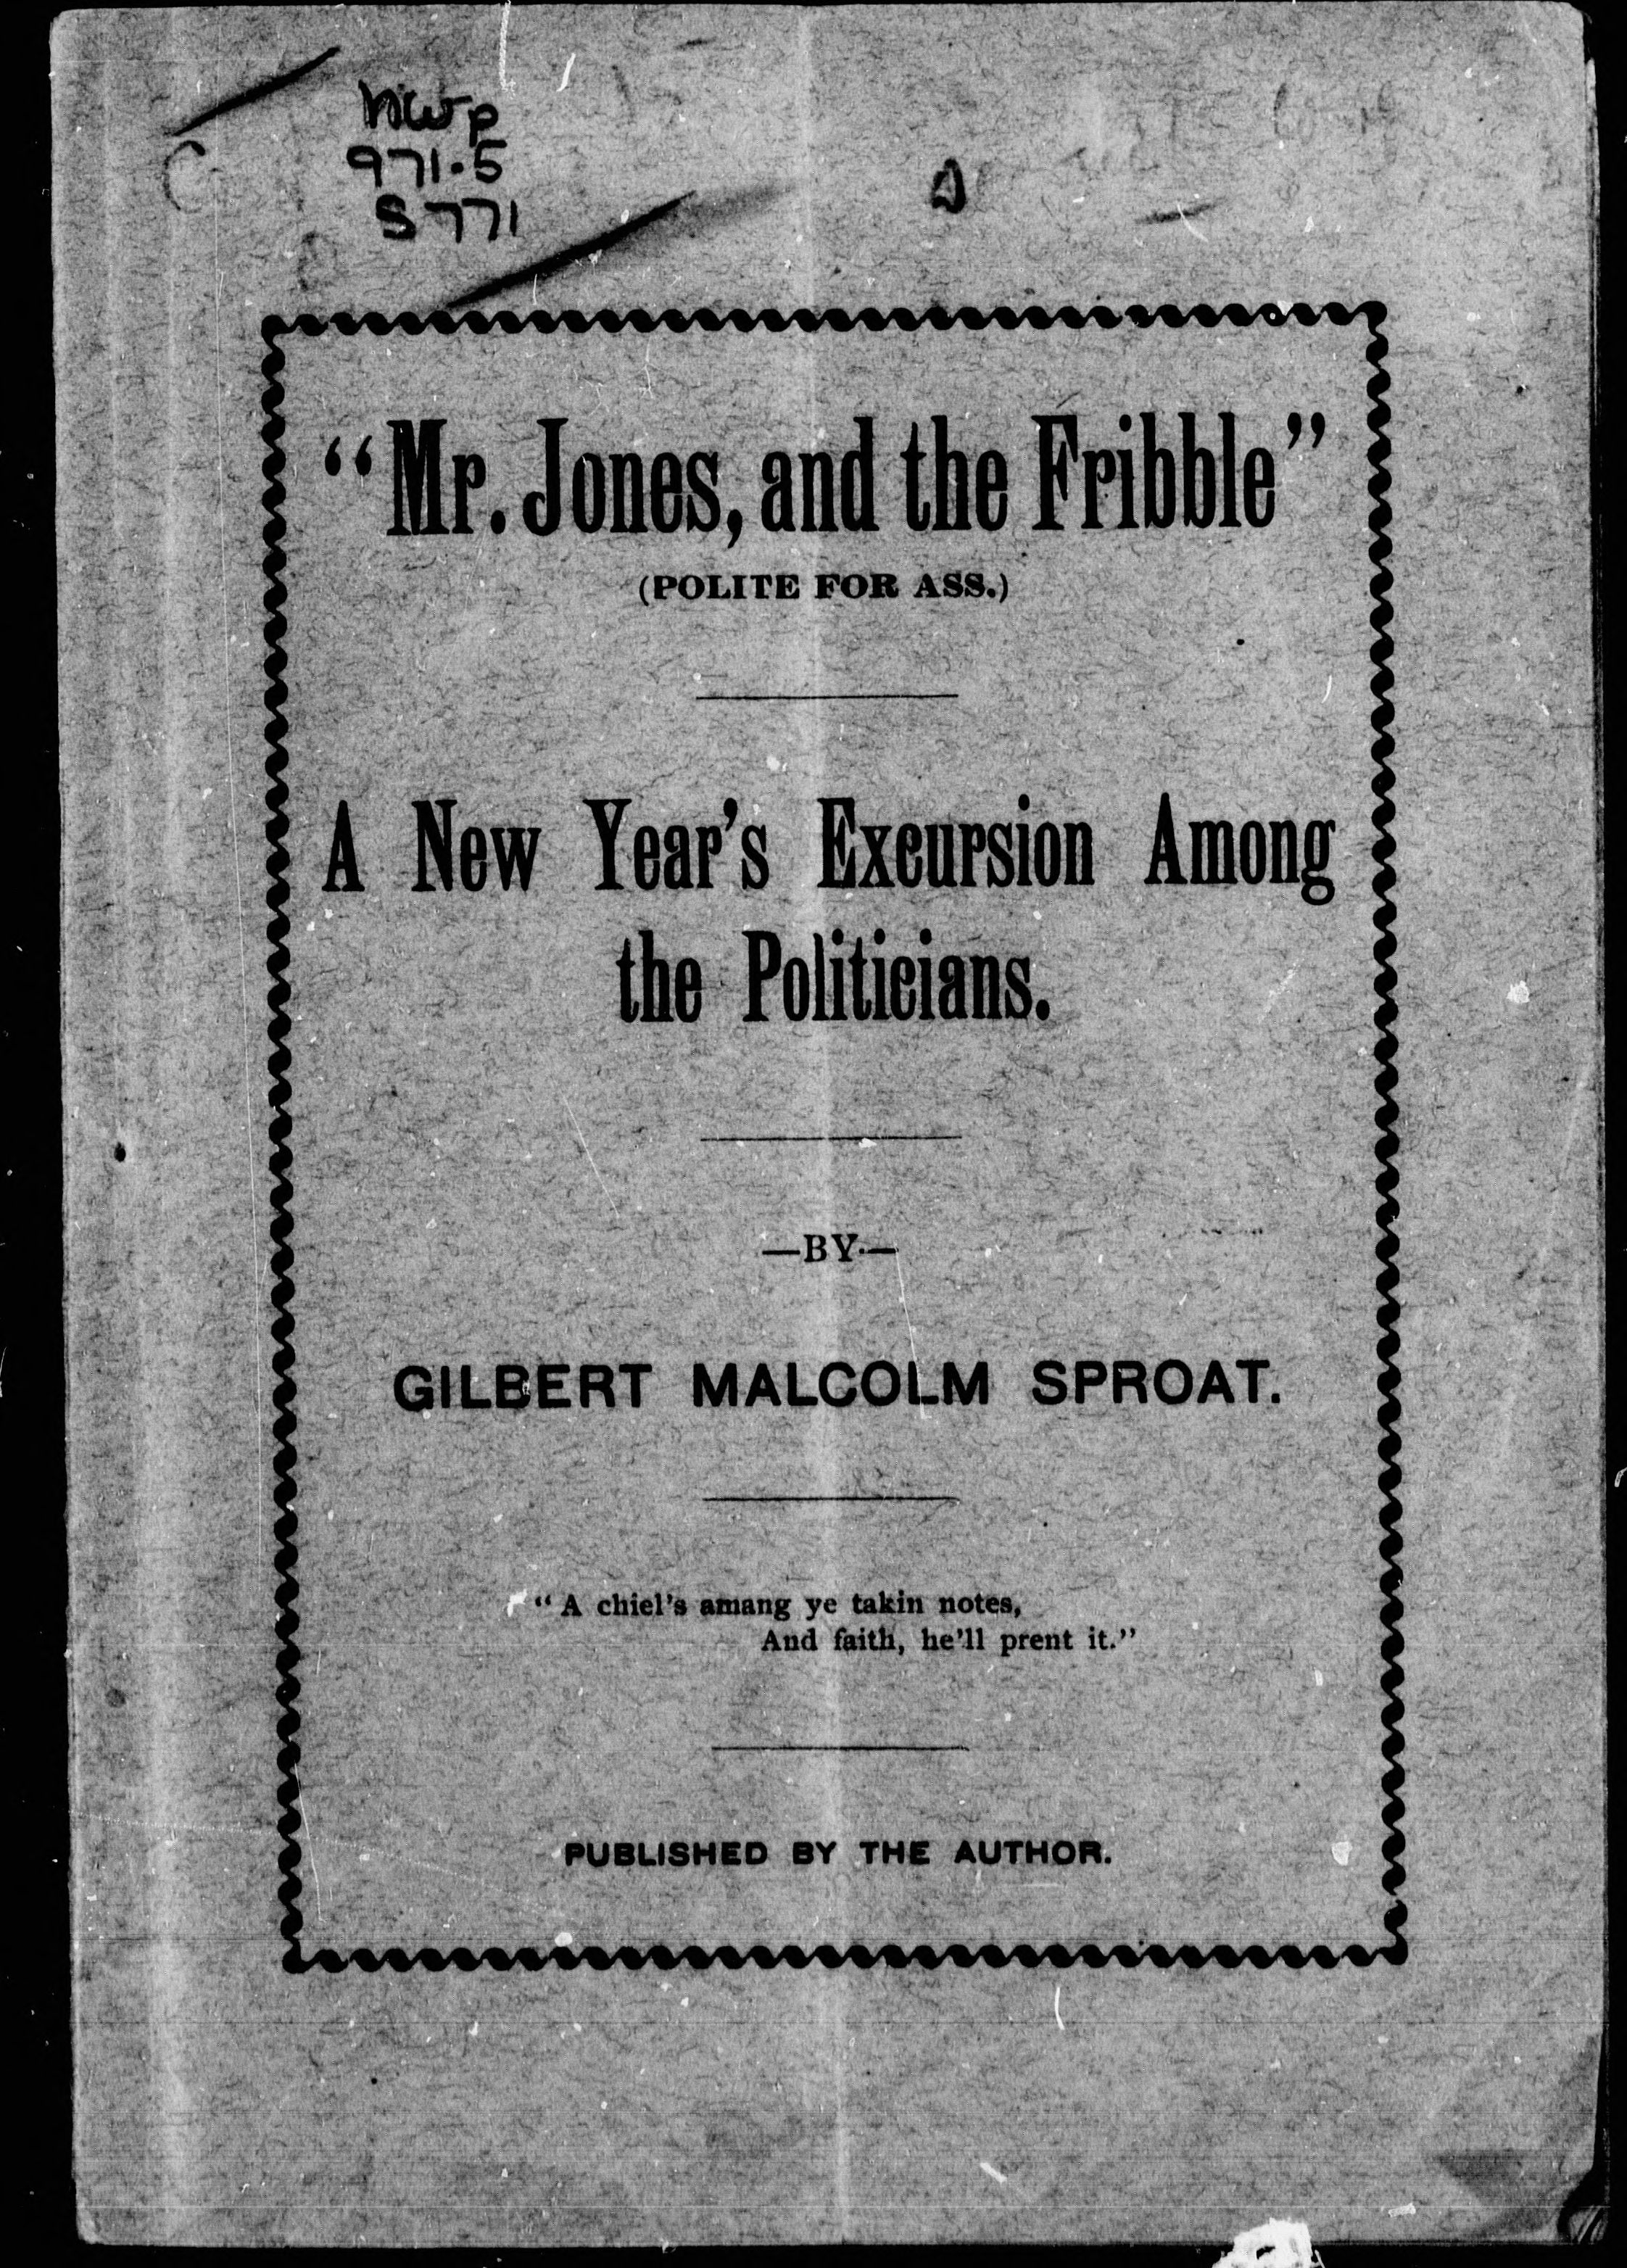 NWp
971.5
S771
"Mr. Jones, and the Fribble"
(POLITE FOR ASS.)
A New Year's Excursion Among
the Politicians.
—BY—
GILBERT MALCOLM SPROAT.
"A chiel's amang ye takin notes,
And faith, he'll prent it."
PUBLISHED BY THE AUTHOR.